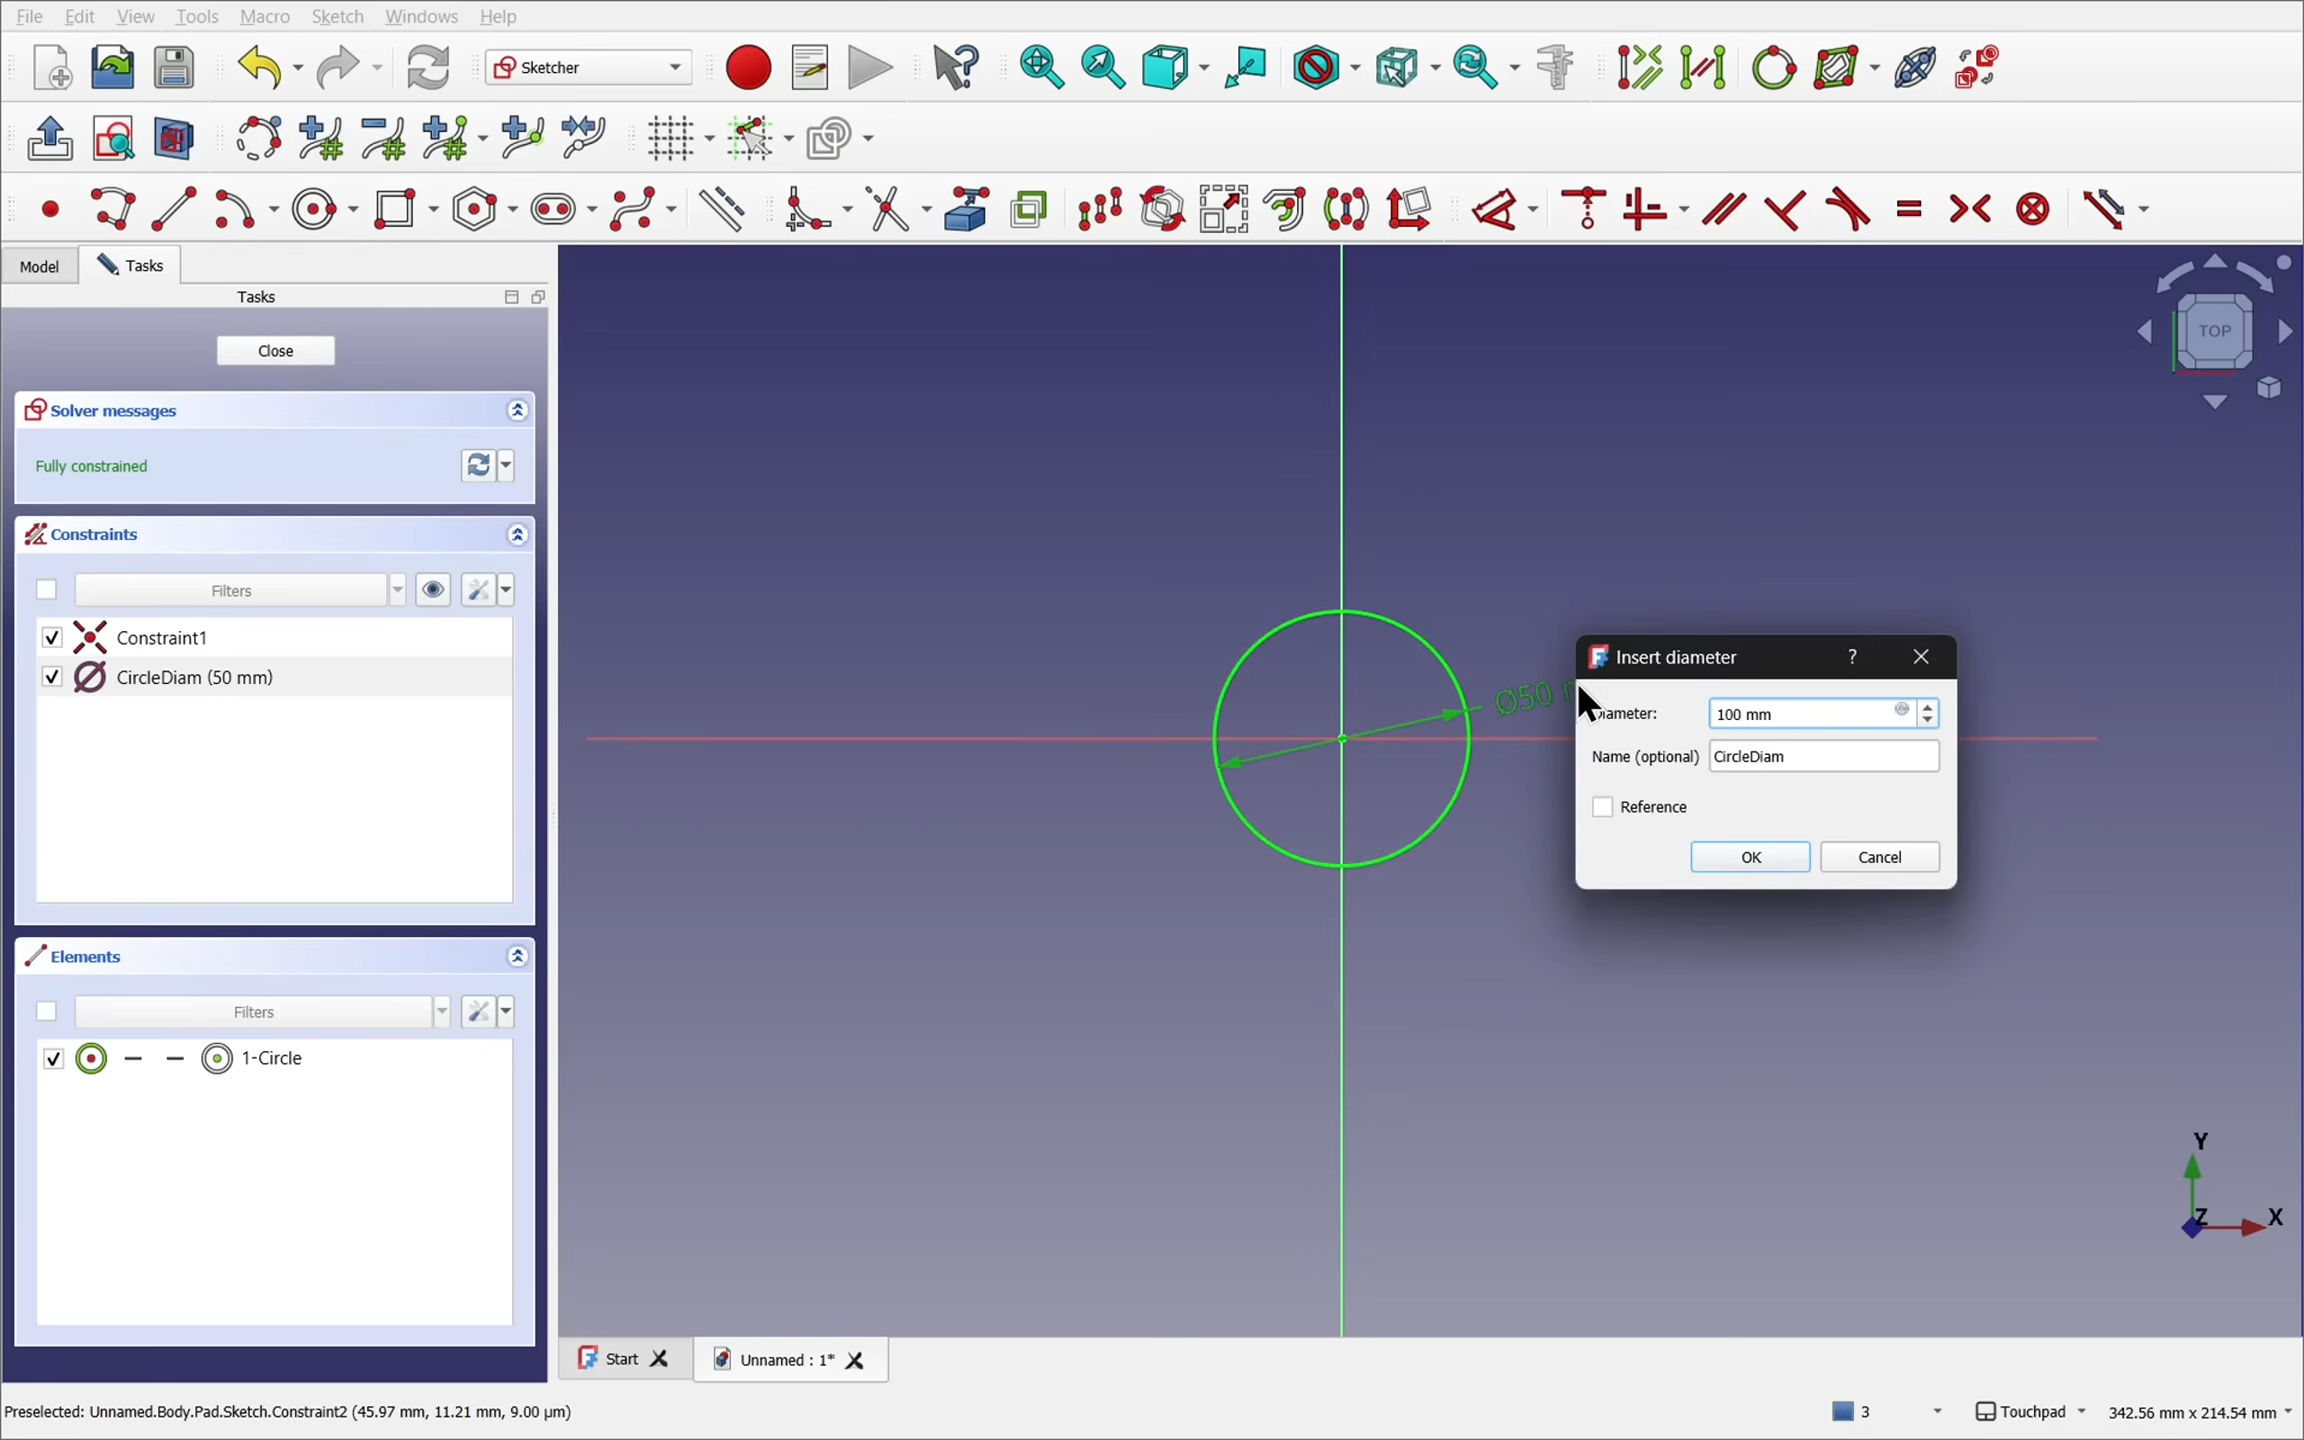 File Edit View Tools Macro Sketch Windows Help
Sketcher
Model Tasks
Tasks
Close
Solver messages
Fully constrained
Constraints
Filters
Constraint1
CircleDiam (50 mm)
Elements
Filters
1-Circle
TOP
Ø50
Insert diameter ?
Diameter: 100 mm
Name (optional) CircleDiam
Reference
OK Cancel
Y
Z X
Start Unnamed : 1*
Preselected: Unnamed.Body.Pad.Sketch.Constraint2 (45.97 mm, 11.21 mm, 9.00 µm) 3 Touchpad 342.56 mm x 214.54 mm